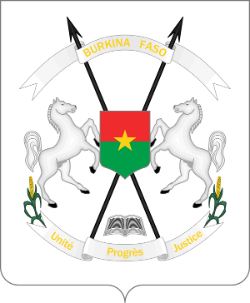 BURKINA FASO
Unité Progrès Justice